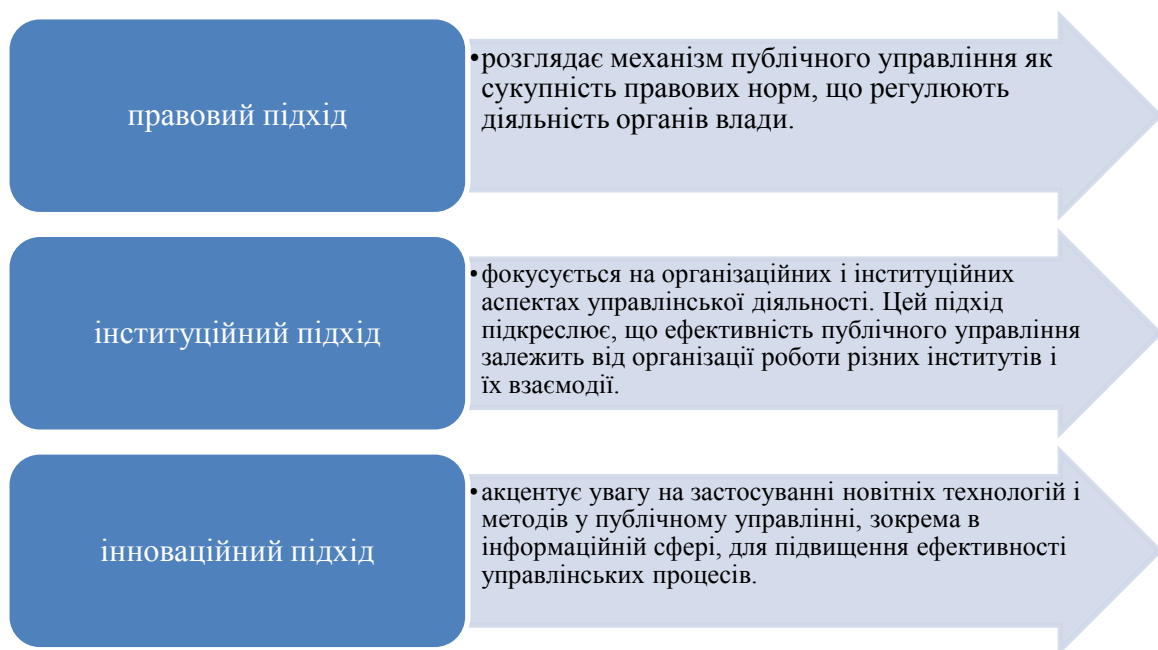 правовий підхід
•розглядає механізм публічного управління як
сукупність правових норм, що регулюють
діяльність органів влади.
інституційний підхід
•фокусується на організаційних і інституційних
аспектах управлінської діяльності. Цей підхід
підкреслює, що ефективність публічного управління
залежить від організації роботи різних інститутів і
їх взаємодії.
інноваційний підхід
•акцентує увагу на застосуванні новітніх технологій і
методів у публічному управлінні, зокрема в
інформаційній сфері, для підвищення ефективності
управлінських процесів.